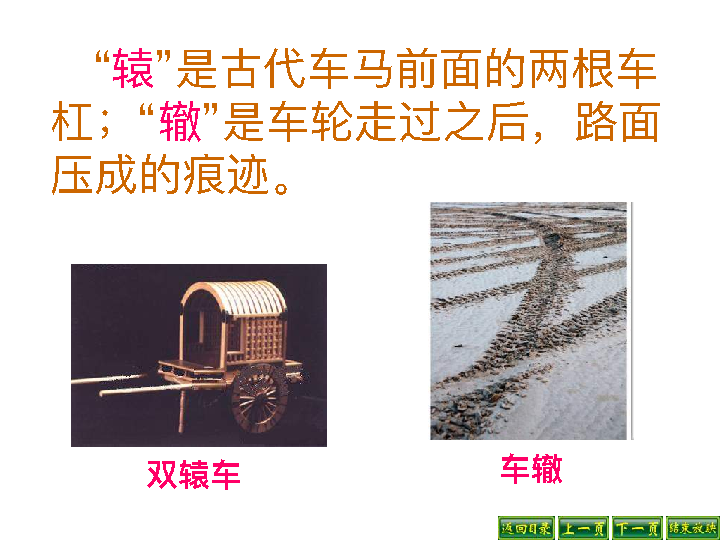 “辕”是古代车马前面的两根车
杠；“辙”是车轮走过之后，路面
压成的痕迹。
双辕车
车辙
返回目录 上一页 下一页 结束放映